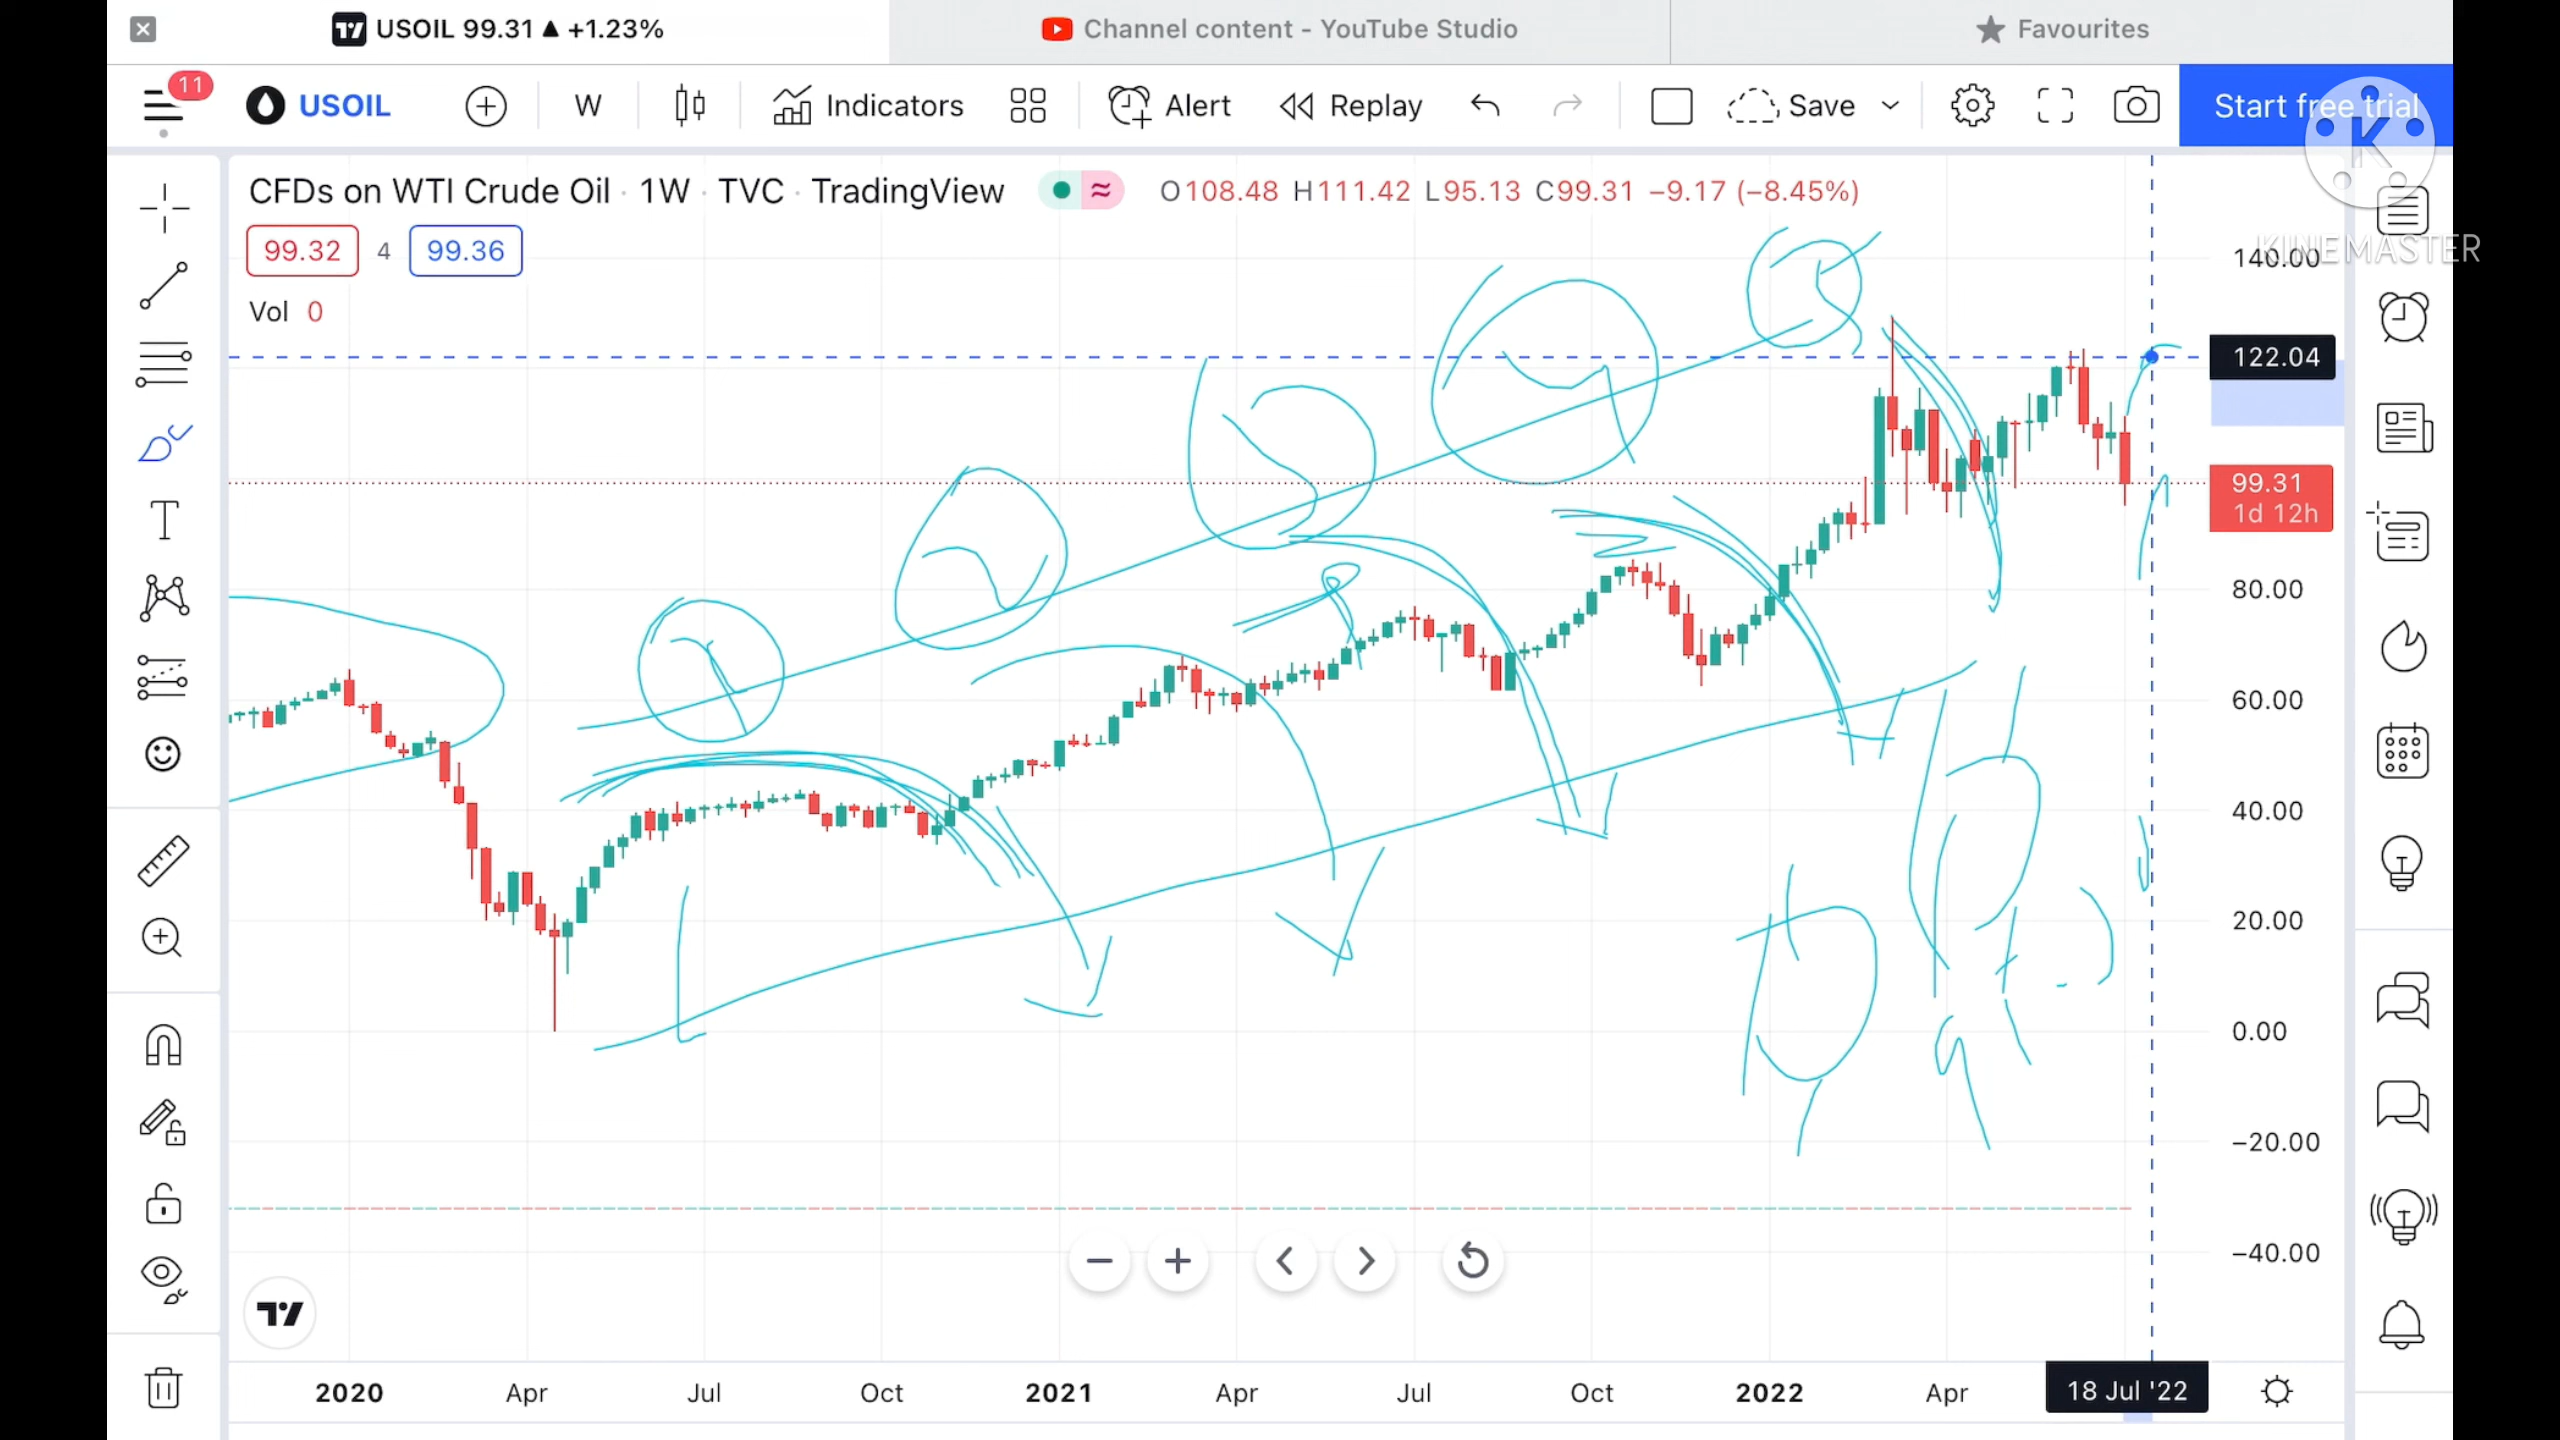 USOIL 99.31 ▲ +1.23%
Channel content - YouTube Studio
Favourites
11
USOIL
W
Indicators
Alert
Replay
Save
Start free trial
CFDs on WTI Crude Oil · 1W · TVC · TradingView
O108.48 H111.42 L95.13 C99.31 −9.17 (−8.45%)
99.32 4 99.36
Vol 0
KINEMASTER
140.00
122.04
99.31
1d 12h
80.00
60.00
40.00
20.00
0.00
−20.00
−40.00
2020 Apr Jul Oct 2021 Apr Jul Oct 2022 Apr 18 Jul '22